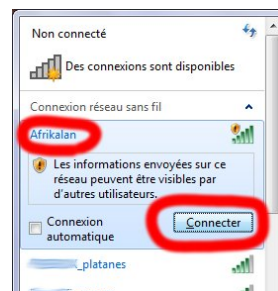 Non connecté
Des connexions sont disponibles
Connexion réseau sans fil
Afrikalan
Les informations envoyées sur ce
réseau peuvent être visibles par
d'autres utilisateurs.
Connexion
automatique
Connecter
_platanes